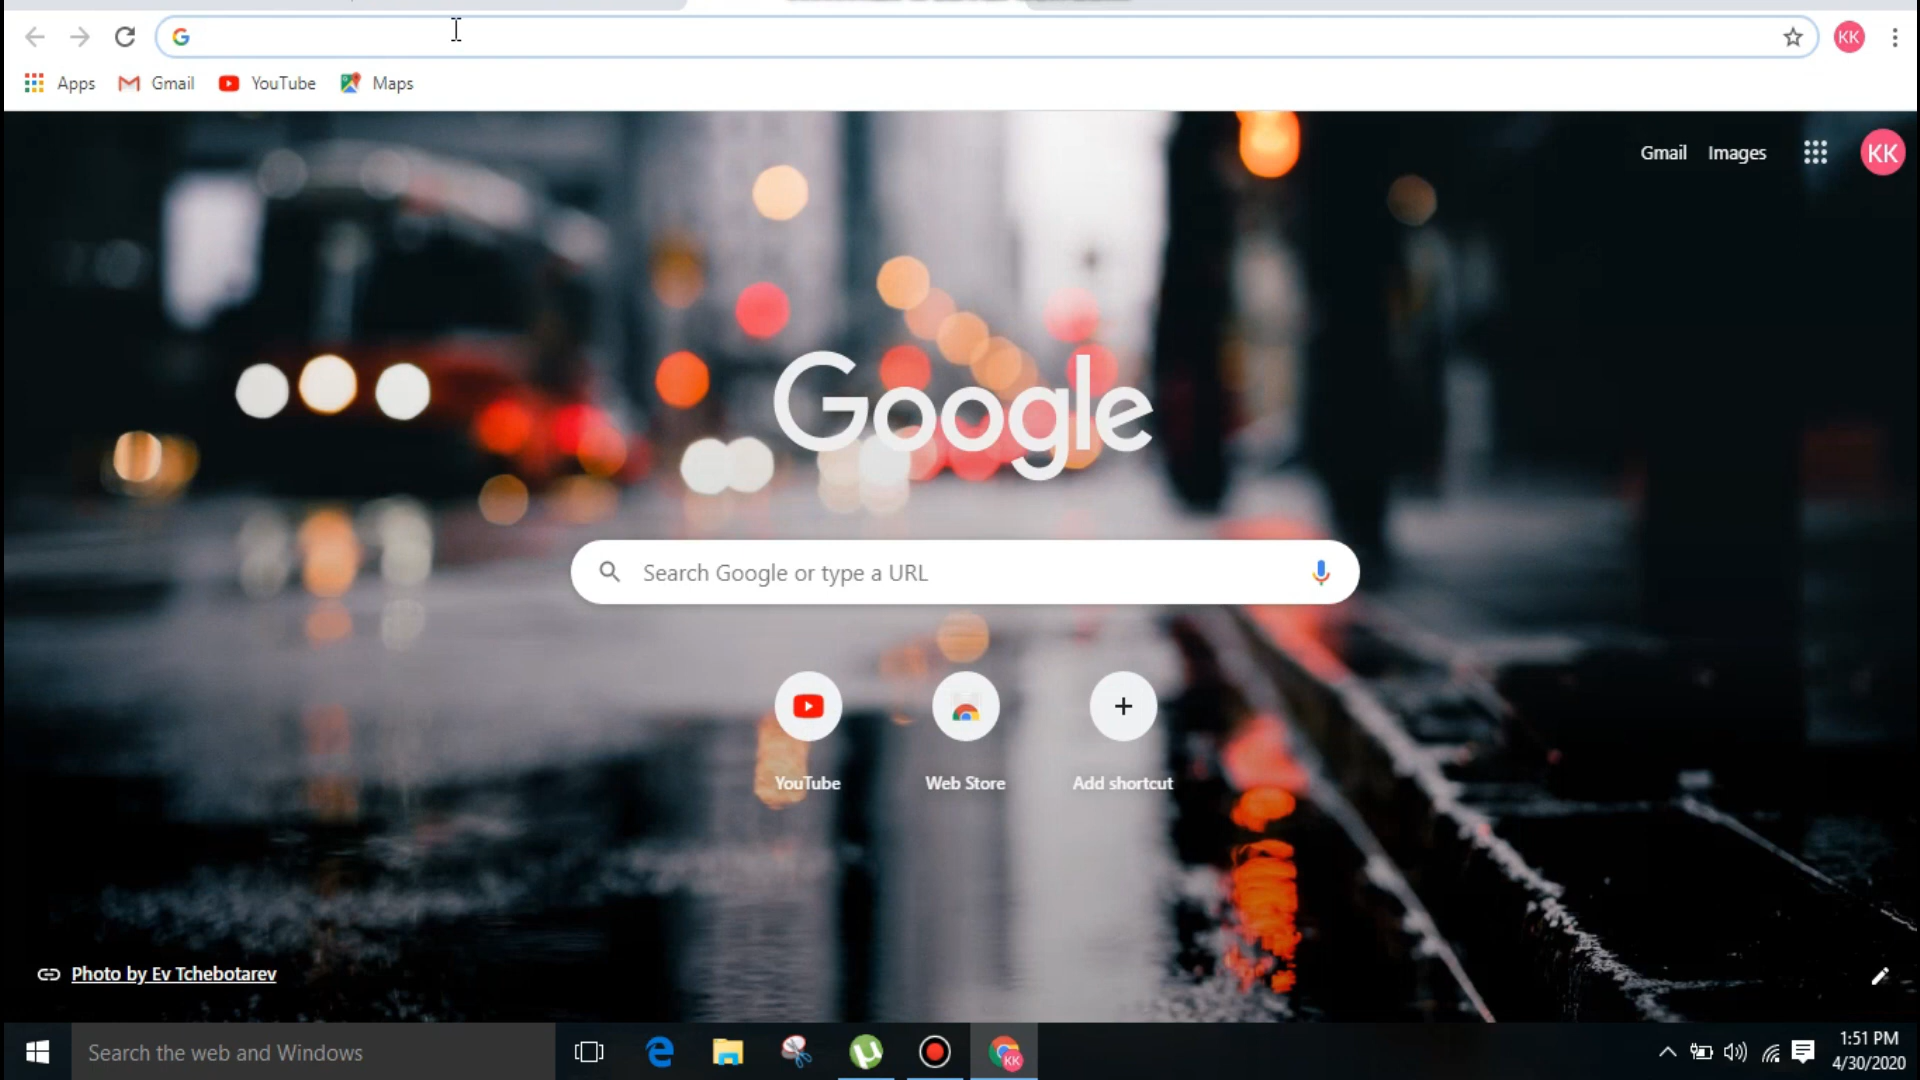 KK
Apps Gmail YouTube Maps
Gmail Images KK
Google
Search Google or type a URL
YouTube Web Store Add shortcut
Photo by Ev Tchebotarev
Search the web and Windows
KK
1:51 PM
4/30/2020